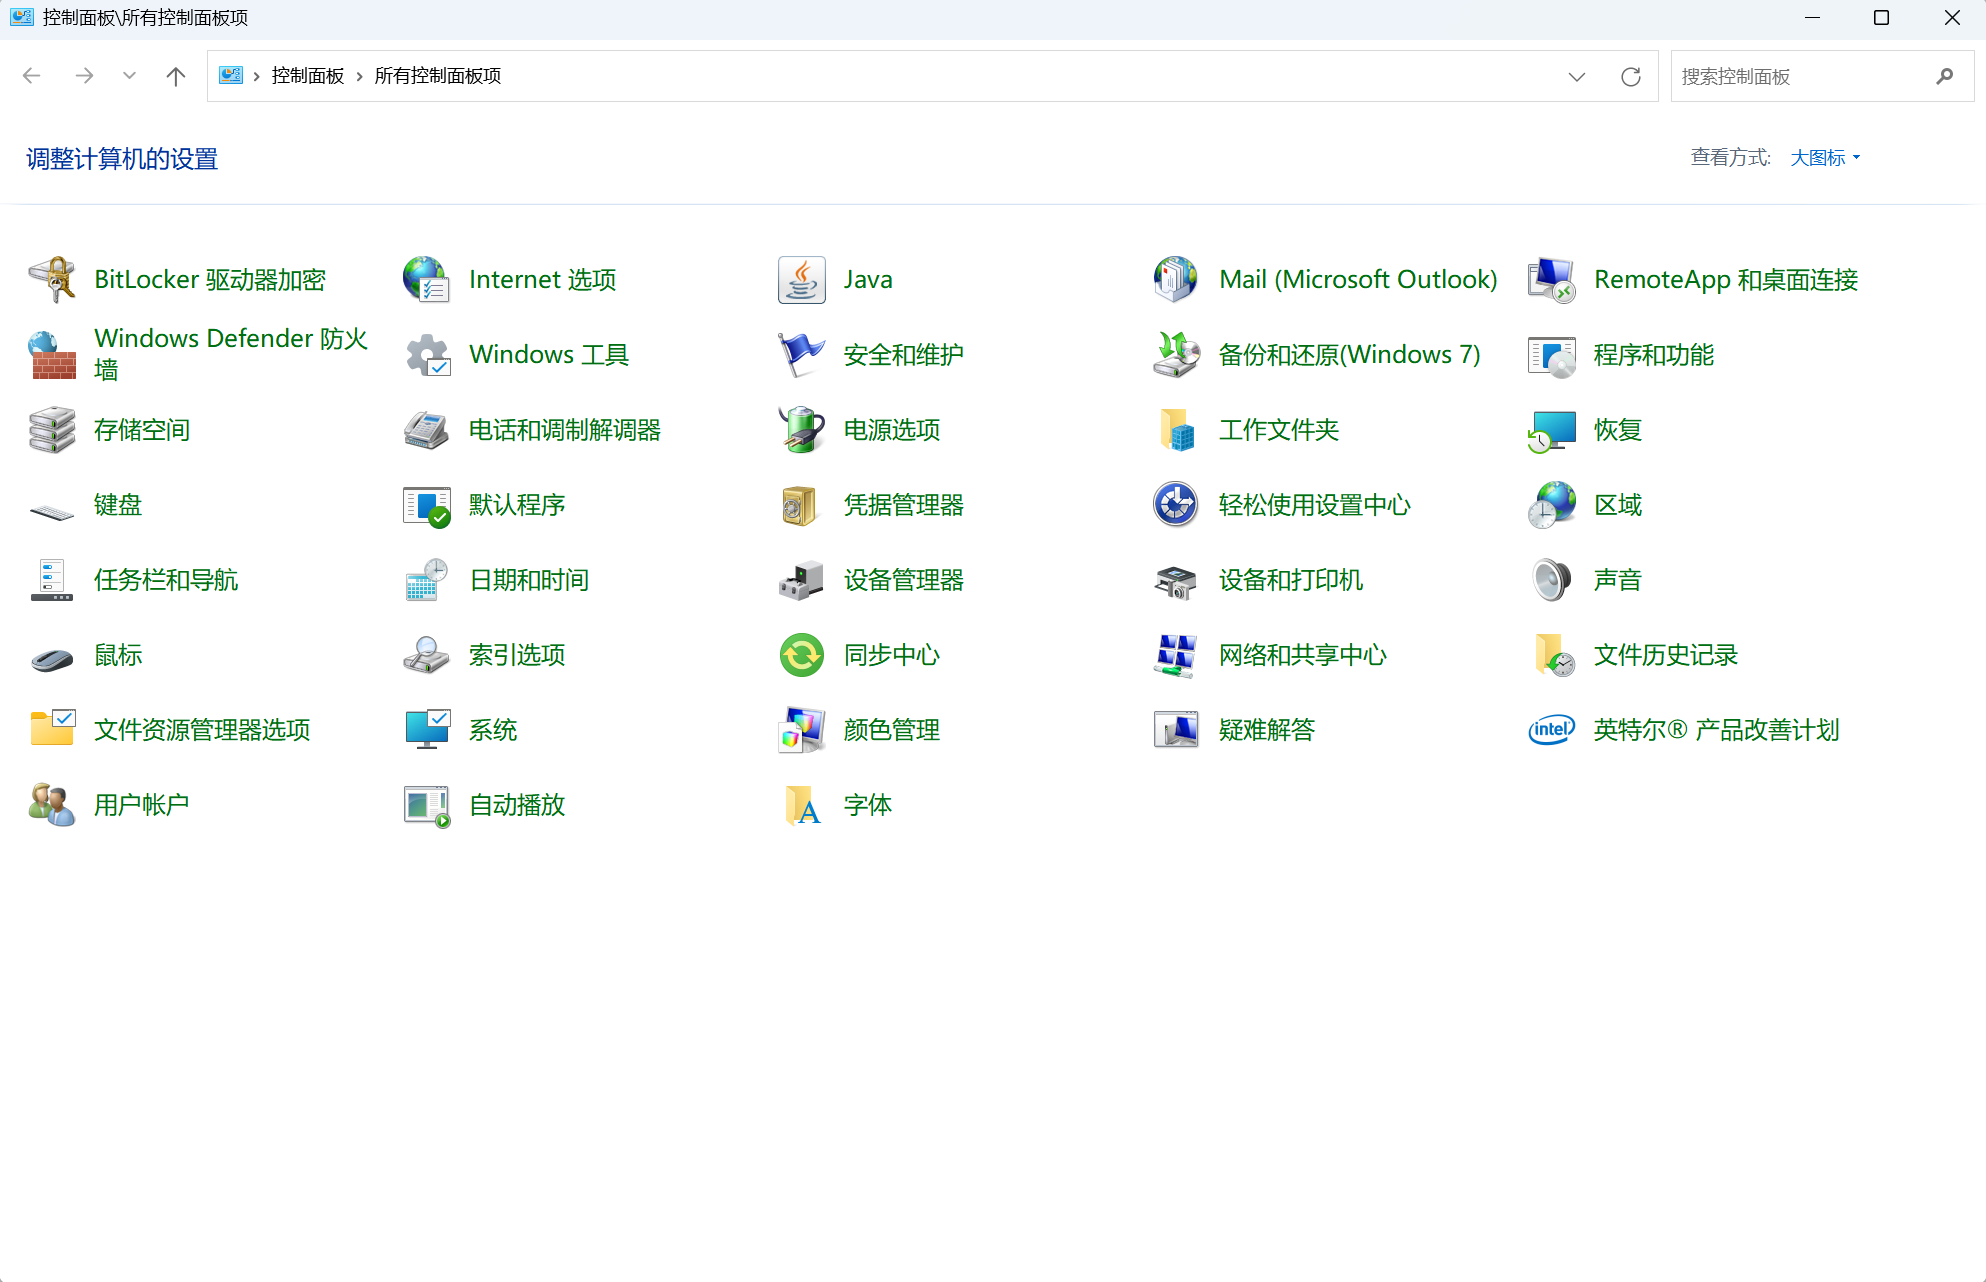 控制面板\所有控制面板项
控制面板 › 所有控制面板项
搜索控制面板
调整计算机的设置
查看方式: 大图标
BitLocker 驱动器加密
Internet 选项
Java
Mail (Microsoft Outlook)
RemoteApp 和桌面连接
Windows Defender 防火
墙
Windows 工具
安全和维护
备份和还原(Windows 7)
程序和功能
存储空间
电话和调制解调器
电源选项
工作文件夹
恢复
键盘
默认程序
凭据管理器
轻松使用设置中心
区域
任务栏和导航
日期和时间
设备管理器
设备和打印机
声音
鼠标
索引选项
同步中心
网络和共享中心
文件历史记录
文件资源管理器选项
系统
颜色管理
疑难解答
intel
英特尔® 产品改善计划
用户帐户
自动播放
字体